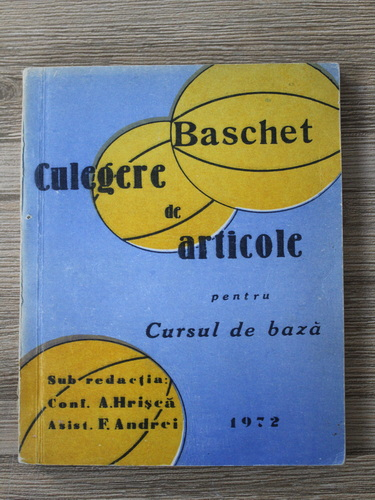 Baschet
Culegere
de
articole
pentru
Cursul de bază
Sub redacția:
Conf. A. Hrișcă
Asist. F. Andrei
1972